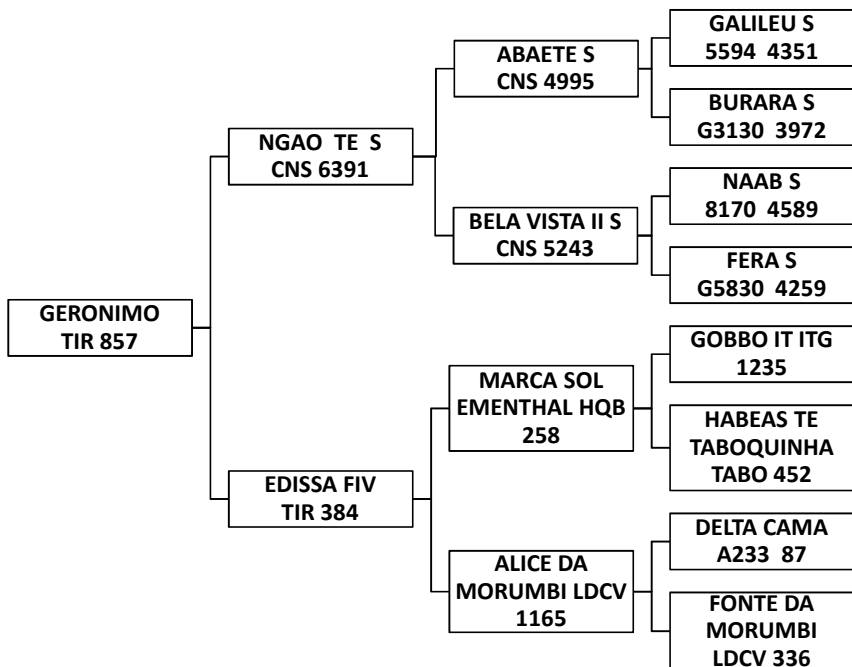 GALILEU S
5594 4351
ABAETE S
CNS 4995
BURARA S
G3130 3972
NGAO TE S
CNS 6391
NAAB S
8170 4589
BELA VISTA II S
CNS 5243
FERA S
G5830 4259
GERONIMO
TIR 857
GOBBO IT ITG
1235
MARCA SOL
EMENTHAL HQB
258
HABEAS TE
TABOQUINHA
TABO 452
EDISSA FIV
TIR 384
DELTA CAMA
A233 87
ALICE DA
MORUMBI LDCV
1165
FONTE DA
MORUMBI
LDCV 336